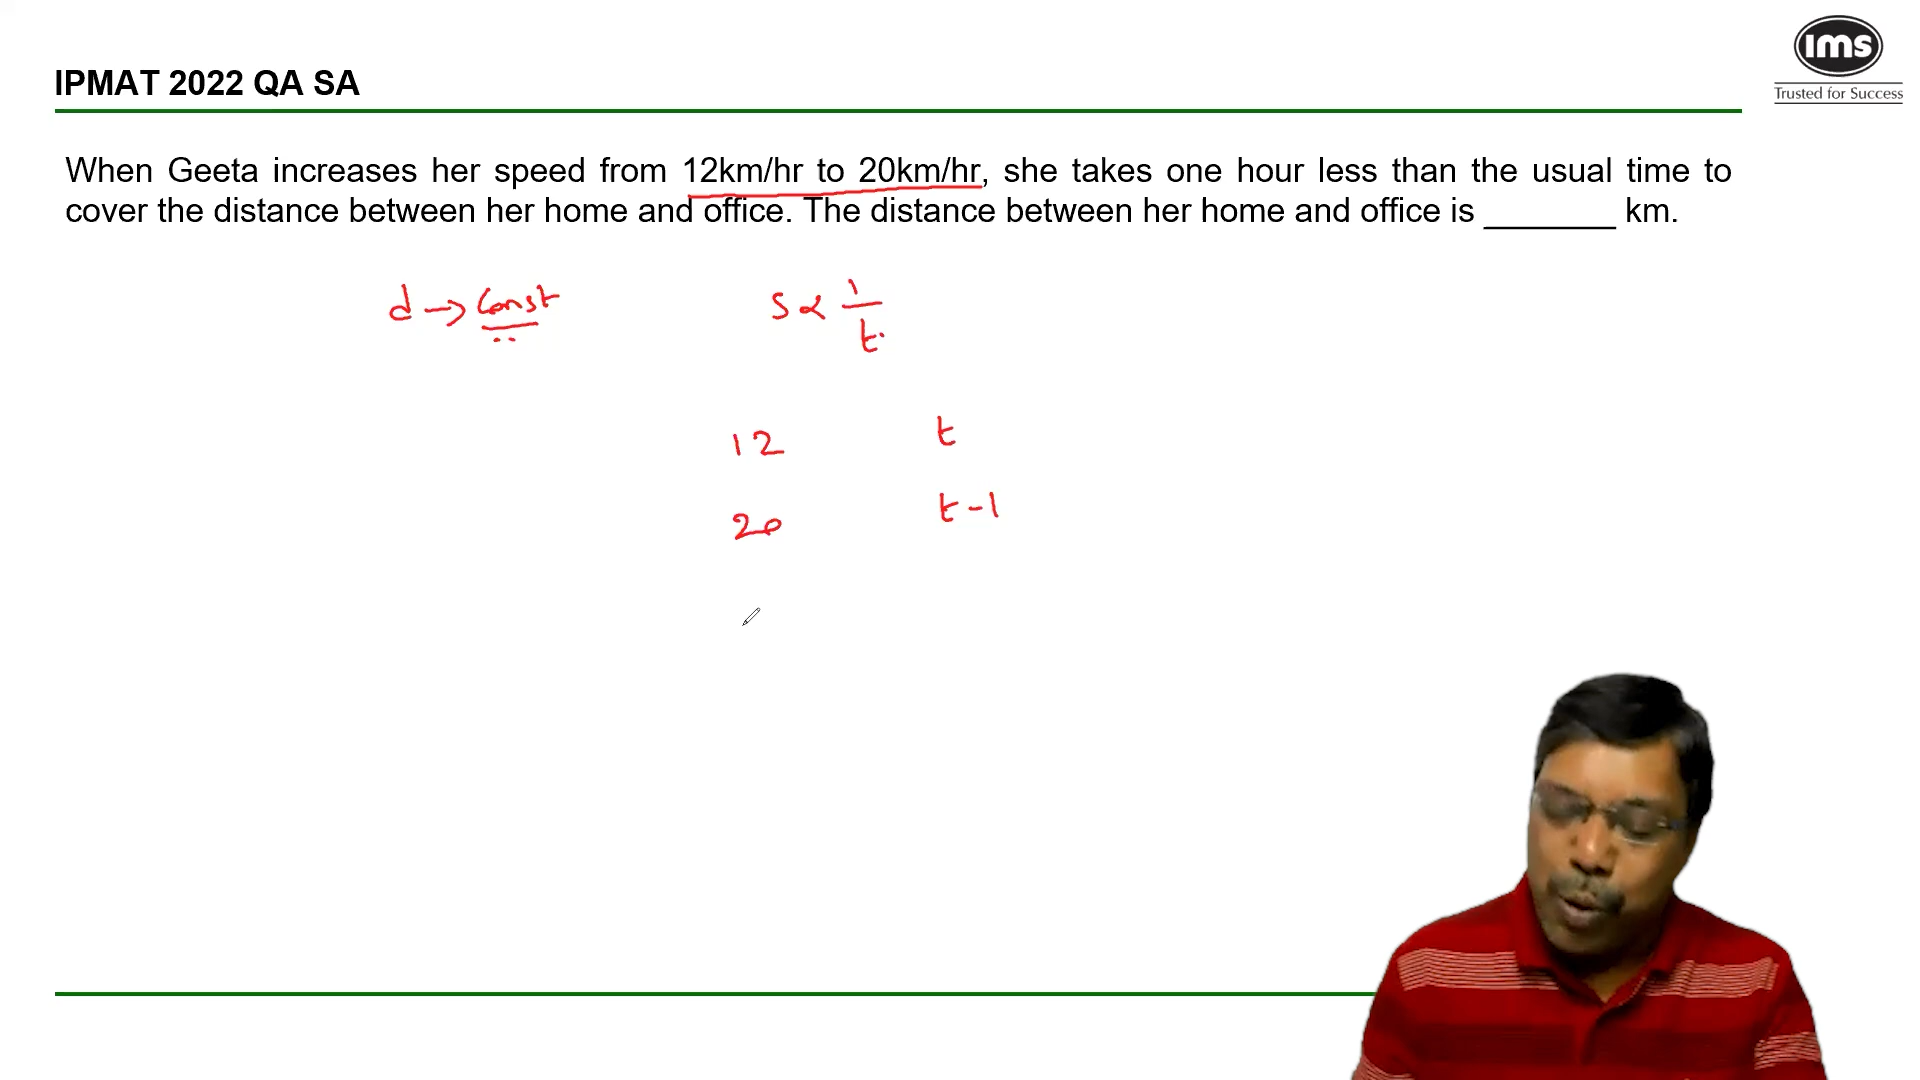 ims
Trusted for Success
IPMAT 2022 QA SA
When Geeta increases her speed from 12km/hr to 20km/hr, she takes one hour less than the usual time to
cover the distance between her home and office. The distance between her home and office is ________ km.
d → Const
S ∝ 1/t
12 t
20 t-1